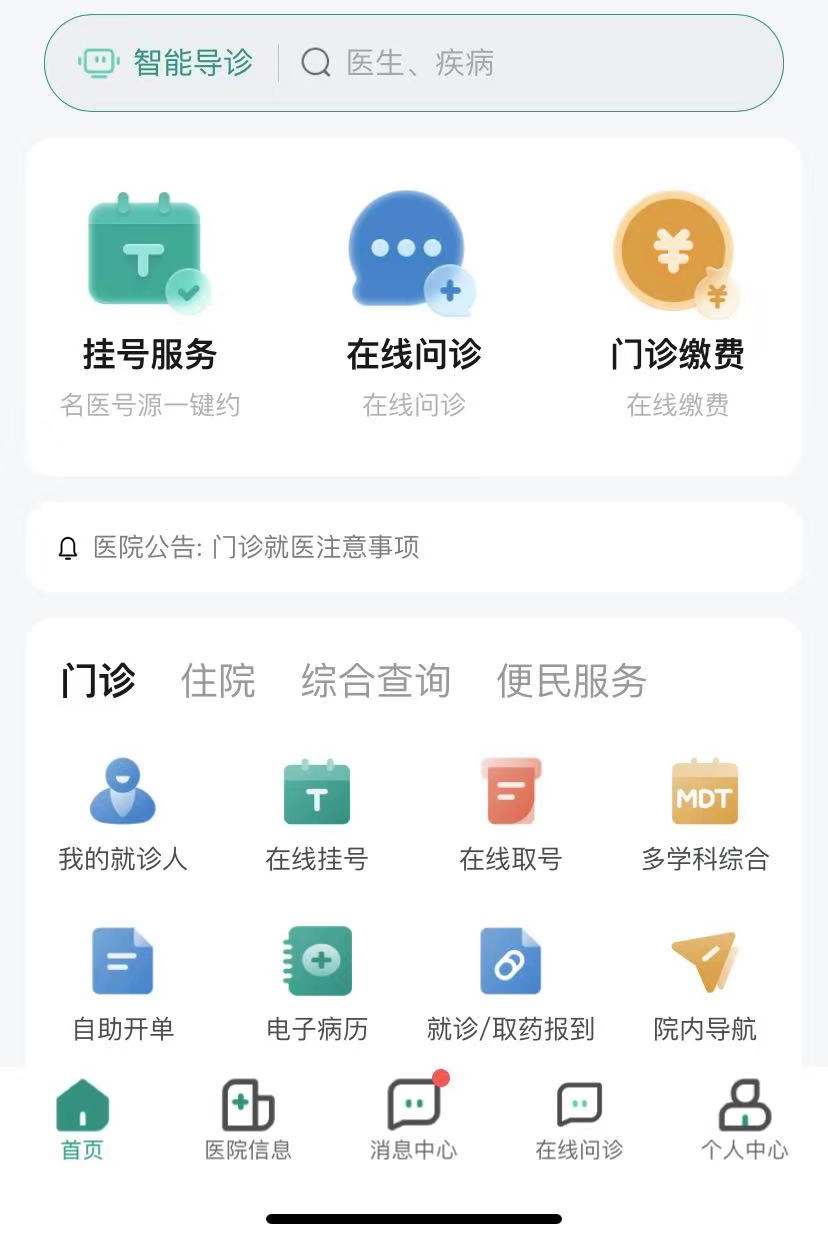 智能导诊 医生、疾病
T
¥
¥
挂号服务 在线问诊 门诊缴费
名医号源一键约 在线问诊 在线缴费
医院公告: 门诊就医注意事项
门诊 住院 综合查询 便民服务
T MDT
我的就诊人 在线挂号 在线取号 多学科综合
自助开单 电子病历 就诊/取药报到 院内导航
首页 医院信息 消息中心 在线问诊 个人中心